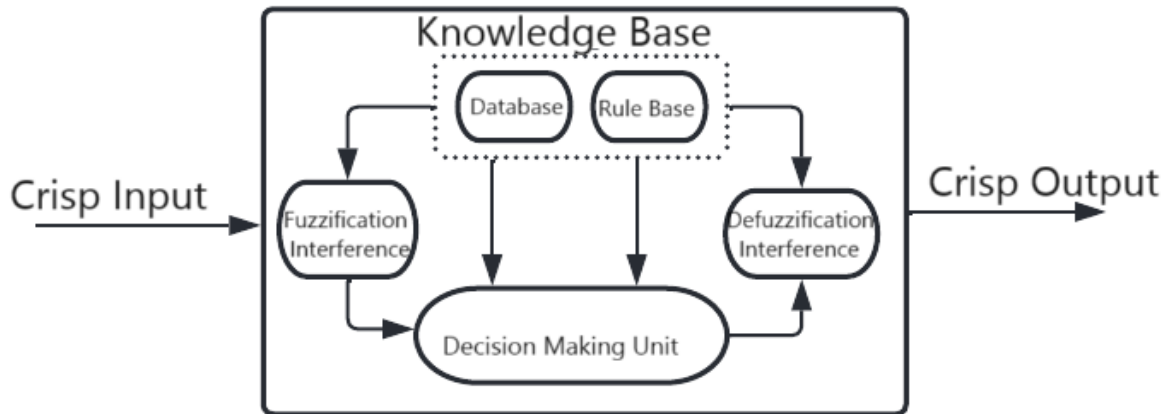 Knowledge Base
Database
Rule Base
Crisp Input
Fuzzification
Interference
Defuzzification
Interference
Crisp Output
Decision Making Unit